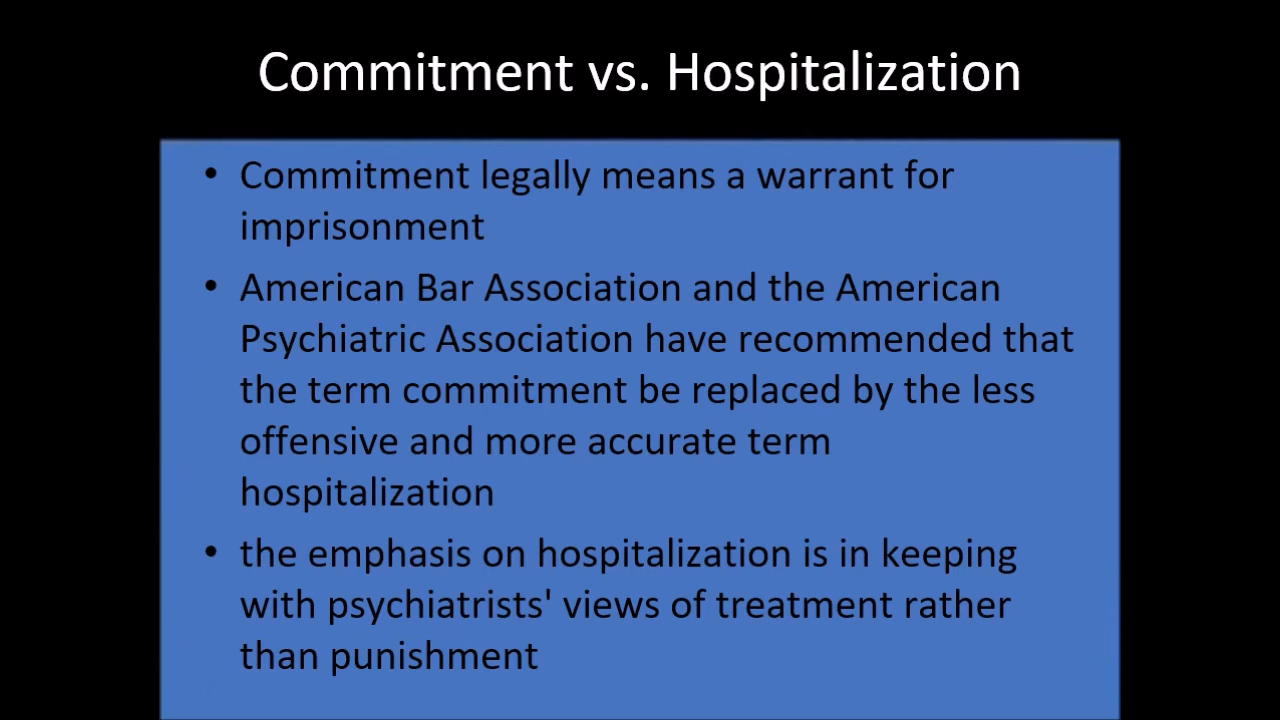 Commitment vs. Hospitalization
• Commitment legally means a warrant for
imprisonment
• American Bar Association and the American
Psychiatric Association have recommended that
the term commitment be replaced by the less
offensive and more accurate term
hospitalization
• the emphasis on hospitalization is in keeping
with psychiatrists' views of treatment rather
than punishment